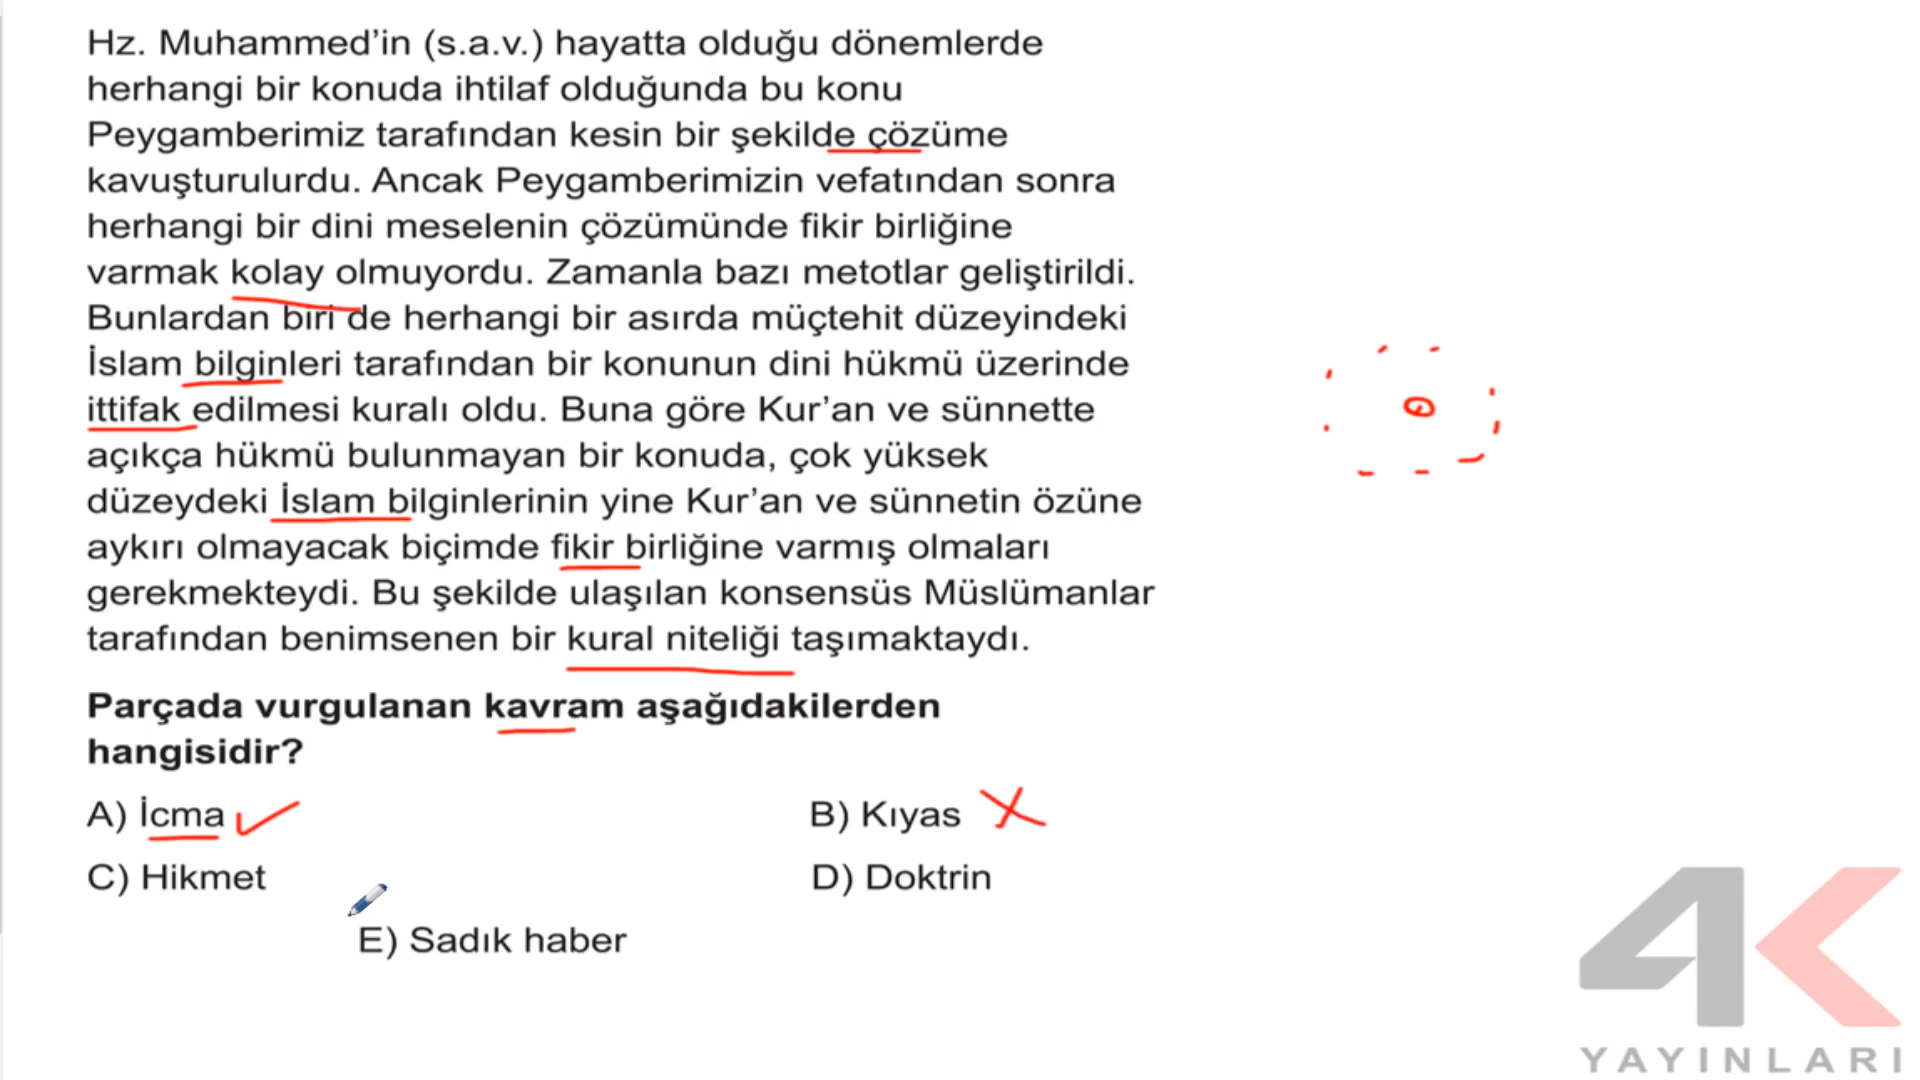 Hz. Muhammed’in (s.a.v.) hayatta olduğu dönemlerde
herhangi bir konuda ihtilaf olduğunda bu konu
Peygamberimiz tarafından kesin bir şekilde çözüme
kavuşturulurdu. Ancak Peygamberimizin vefatından sonra
herhangi bir dini meselenin çözümünde fikir birliğine
varmak kolay olmuyordu. Zamanla bazı metotlar geliştirildi.
Bunlardan biri de herhangi bir asırda müçtehit düzeyindeki
İslam bilginleri tarafından bir konunun dini hükmü üzerinde
ittifak edilmesi kuralı oldu. Buna göre Kur’an ve sünnette
açıkça hükmü bulunmayan bir konuda, çok yüksek
düzeydeki İslam bilginlerinin yine Kur’an ve sünnetin özüne
aykırı olmayacak biçimde fikir birliğine varmış olmaları
gerekmekteydi. Bu şekilde ulaşılan konsensüs Müslümanlar
tarafından benimsenen bir kural niteliği taşımaktaydı.
Parçada vurgulanan kavram aşağıdakilerden
hangisidir?
A) İcma
B) Kıyas
C) Hikmet
D) Doktrin
E) Sadık haber
4K
YAYINLARI